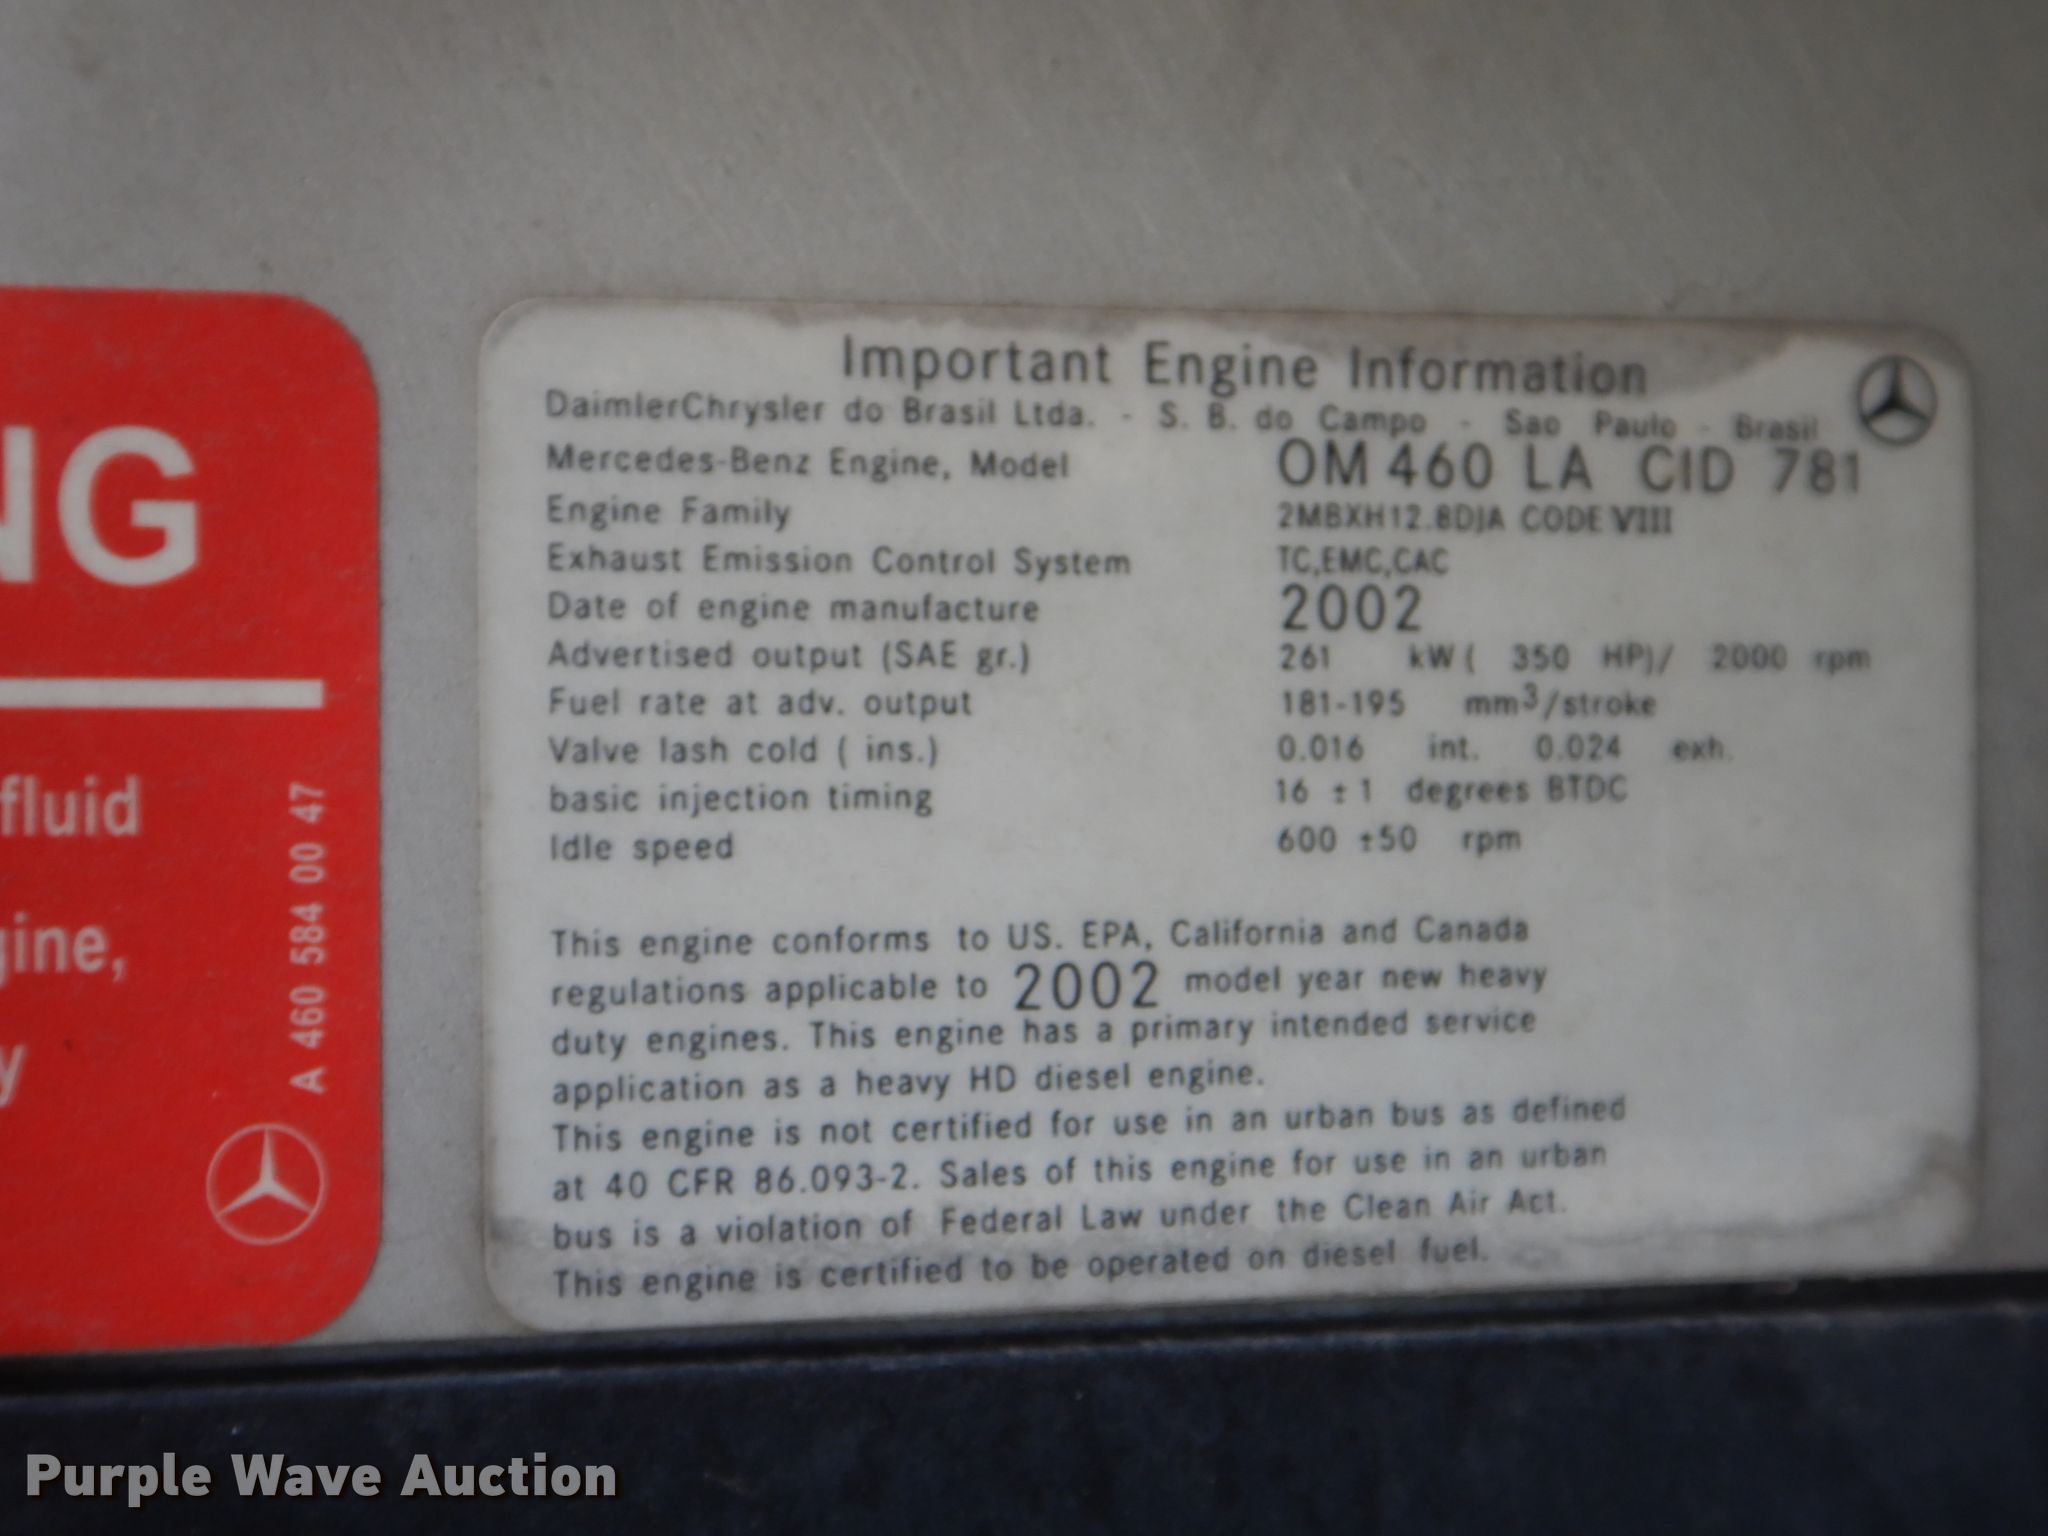 NG
fluid
gine,
y
A 460 584 00 47
Important Engine Information
DaimlerChrysler do Brasil Ltda. - S. B. do Campo - Sao Paulo - Brasil
Mercedes-Benz Engine, Model OM 460 LA CID 781
Engine Family 2MBXH12.8DJA CODE VIII
Exhaust Emission Control System TC,EMC,CAC
Date of engine manufacture 2002
Advertised output (SAE gr.) 261 kW ( 350 HP)/ 2000 rpm
Fuel rate at adv. output 181-195 mm³/stroke
Valve lash cold ( ins.) 0.016 int. 0.024 exh.
basic injection timing 16 ±1 degrees BTDC
Idle speed 600 ±50 rpm
This engine conforms to US. EPA, California and Canada
regulations applicable to 2002 model year new heavy
duty engines. This engine has a primary intended service
application as a heavy HD diesel engine.
This engine is not certified for use in an urban bus as defined
at 40 CFR 86.093-2. Sales of this engine for use in an urban
bus is a violation of Federal Law under the Clean Air Act.
This engine is certified to be operated on diesel fuel.
Purple Wave Auction